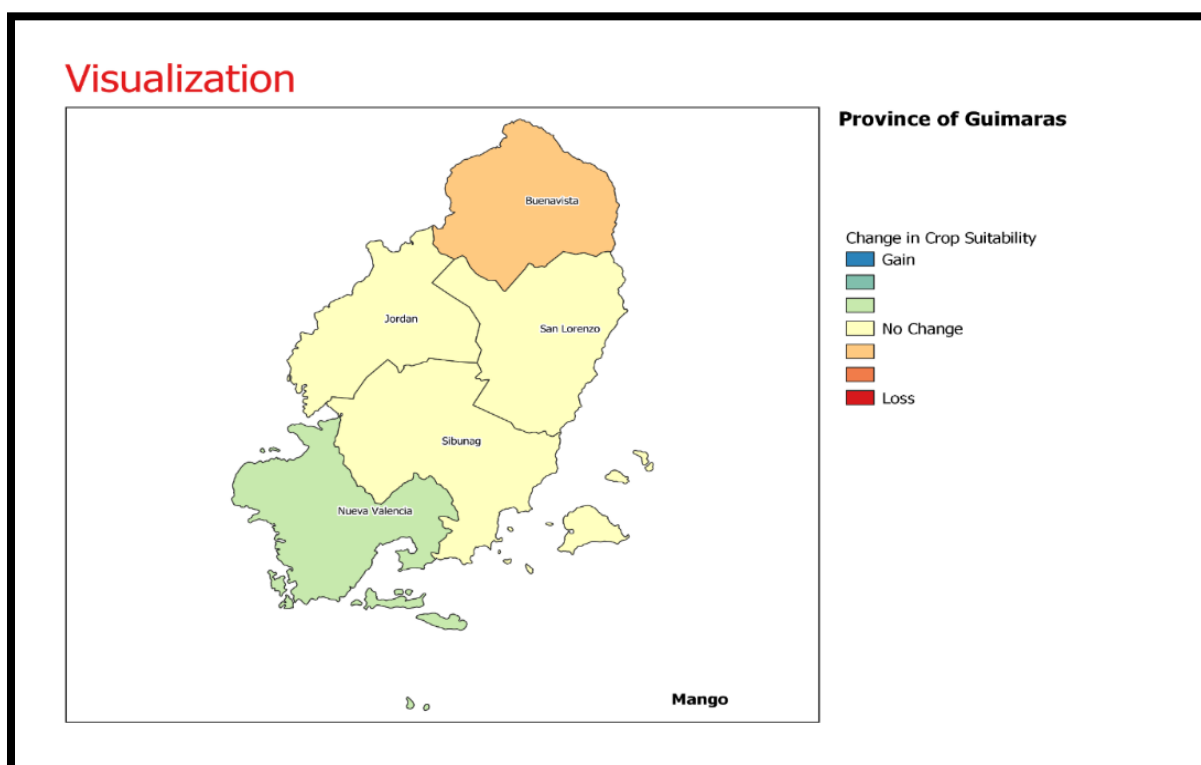 Visualization
Province of Guimaras
Buenavista
Change in Crop Suitability
Gain
Jordan
San Lorenzo
No Change
Loss
Sibunag
Nueva Valencia
Mango